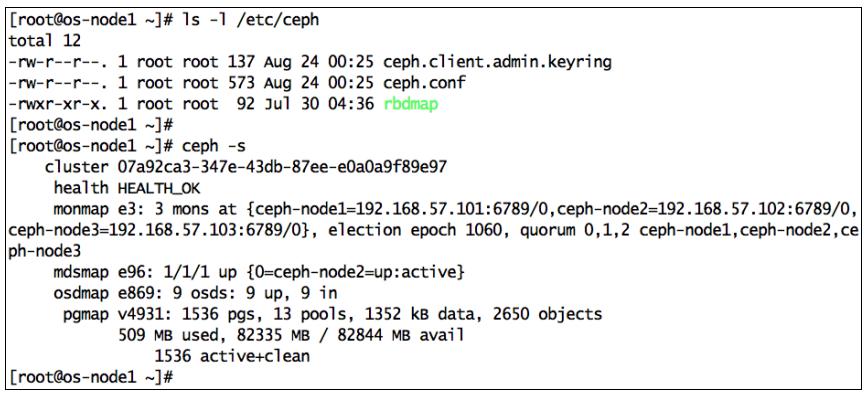 [root@os-node1 ~]# ls -l /etc/ceph
total 12
-rw-r--r--. 1 root root 137 Aug 24 00:25 ceph.client.admin.keyring
-rw-r--r--. 1 root root 573 Aug 24 00:25 ceph.conf
-rwxr-xr-x. 1 root root  92 Jul 30 04:36 rbdmap
[root@os-node1 ~]#
[root@os-node1 ~]# ceph -s
    cluster 07a92ca3-347e-43db-87ee-e0a0a9f89e97
     health HEALTH_OK
     monmap e3: 3 mons at {ceph-node1=192.168.57.101:6789/0,ceph-node2=192.168.57.102:6789/0,
ceph-node3=192.168.57.103:6789/0}, election epoch 1060, quorum 0,1,2 ceph-node1,ceph-node2,ce
ph-node3
     mdsmap e96: 1/1/1 up {0=ceph-node2=up:active}
     osdmap e869: 9 osds: 9 up, 9 in
      pgmap v4931: 1536 pgs, 13 pools, 1352 kB data, 2650 objects
            509 MB used, 82335 MB / 82844 MB avail
                1536 active+clean
[root@os-node1 ~]#